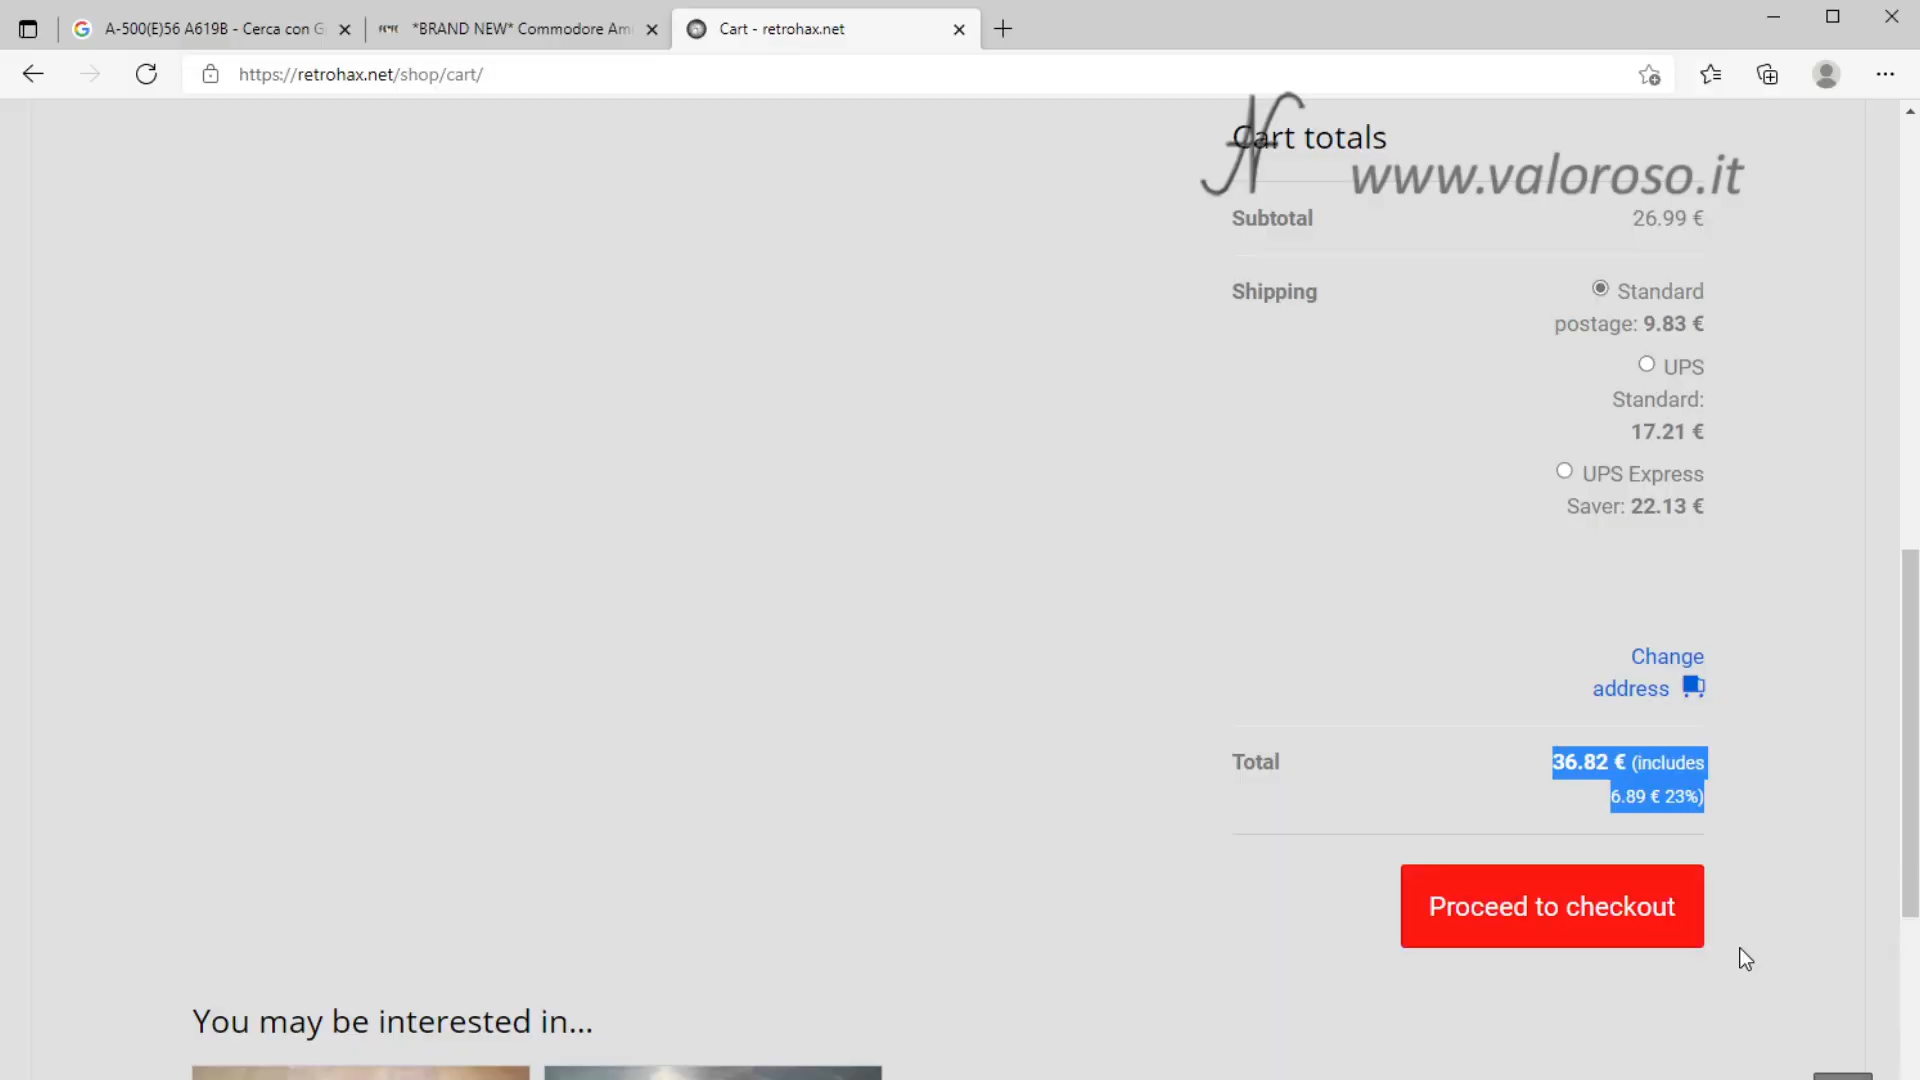 A-500(E)56 A619B - Cerca con G
*BRAND NEW* Commodore Am
Cart - retrohax.net
https://retrohax.net/shop/cart/
Cart totals
N www.valoroso.it
Subtotal 26.99 €
Shipping Standard
postage: 9.83 €
UPS
Standard:
17.21 €
UPS Express
Saver: 22.13 €
Change
address
Total 36.82 € (includes
6.89 € 23%)
Proceed to checkout
You may be interested in...